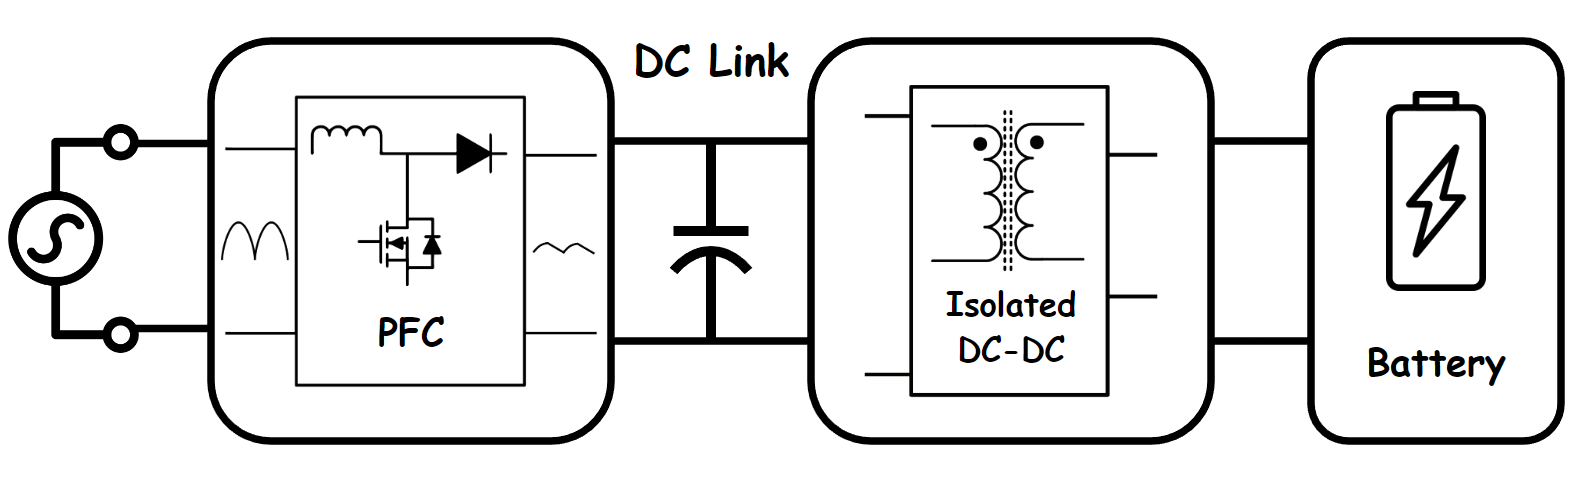 DC Link
PFC
Isolated
DC-DC
Battery